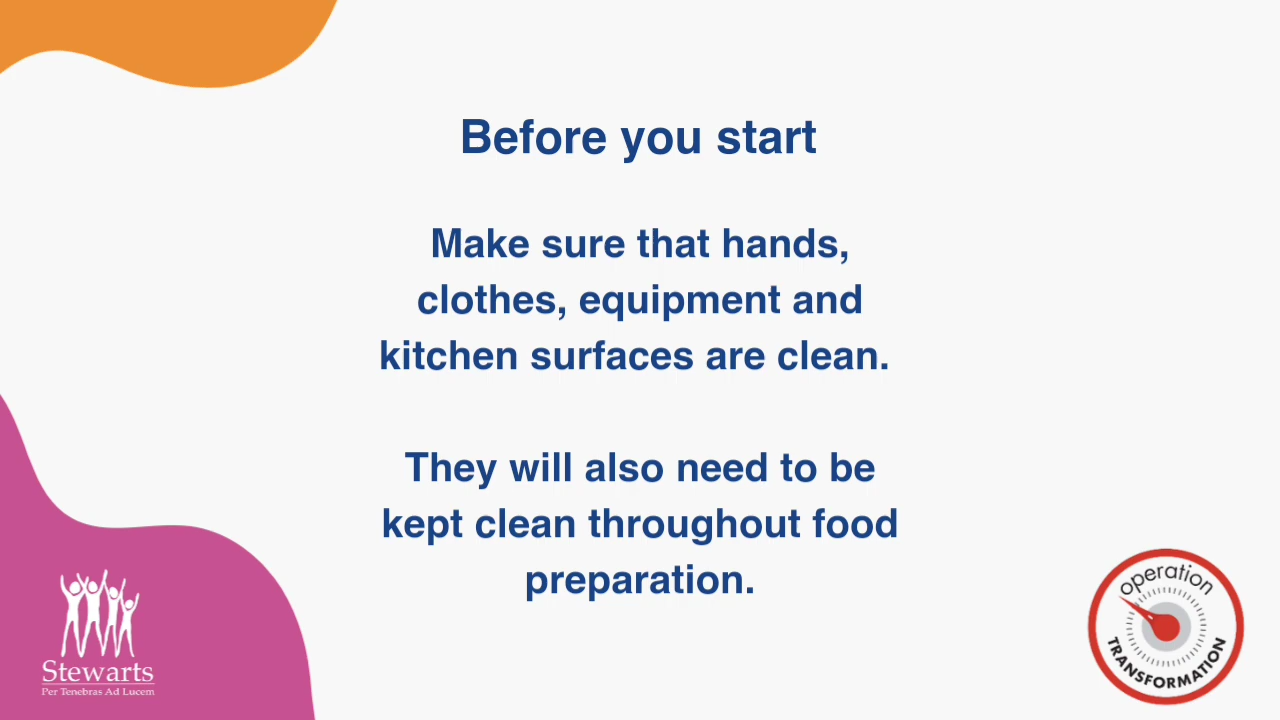 Before you start
Make sure that hands,
clothes, equipment and
kitchen surfaces are clean.
They will also need to be
kept clean throughout food
preparation.
operation
TRANSFORMATION
Stewarts
Per Tenebras Ad Lucem